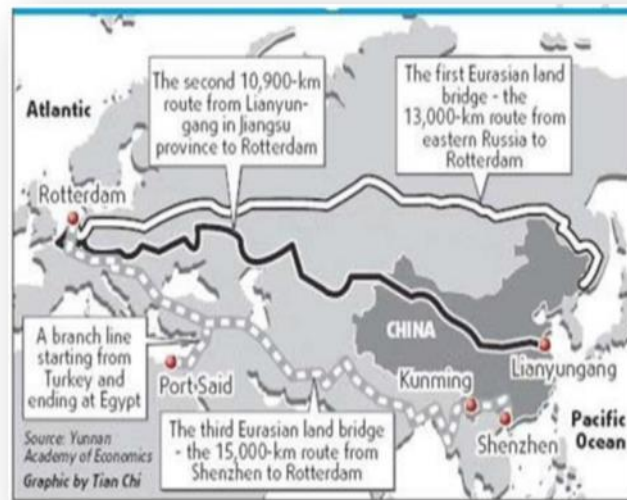 The second 10,900-km
route from Lianyun-
gang in Jiangsu
province to Rotterdam
The first Eurasian land
bridge - the
13,000-km route from
eastern Russia to
Rotterdam
Atlantic
Rotterdam
CHINA
Lianyungang
A branch line
starting from
Turkey and
ending at Egypt
Port-Said
Kunming
Shenzhen
Pacific
Ocean
The third Eurasian land bridge
- the 15,000-km route from
Shenzhen to Rotterdam
Source: Yunnan
Academy of Economics
Graphic by Tian Chi